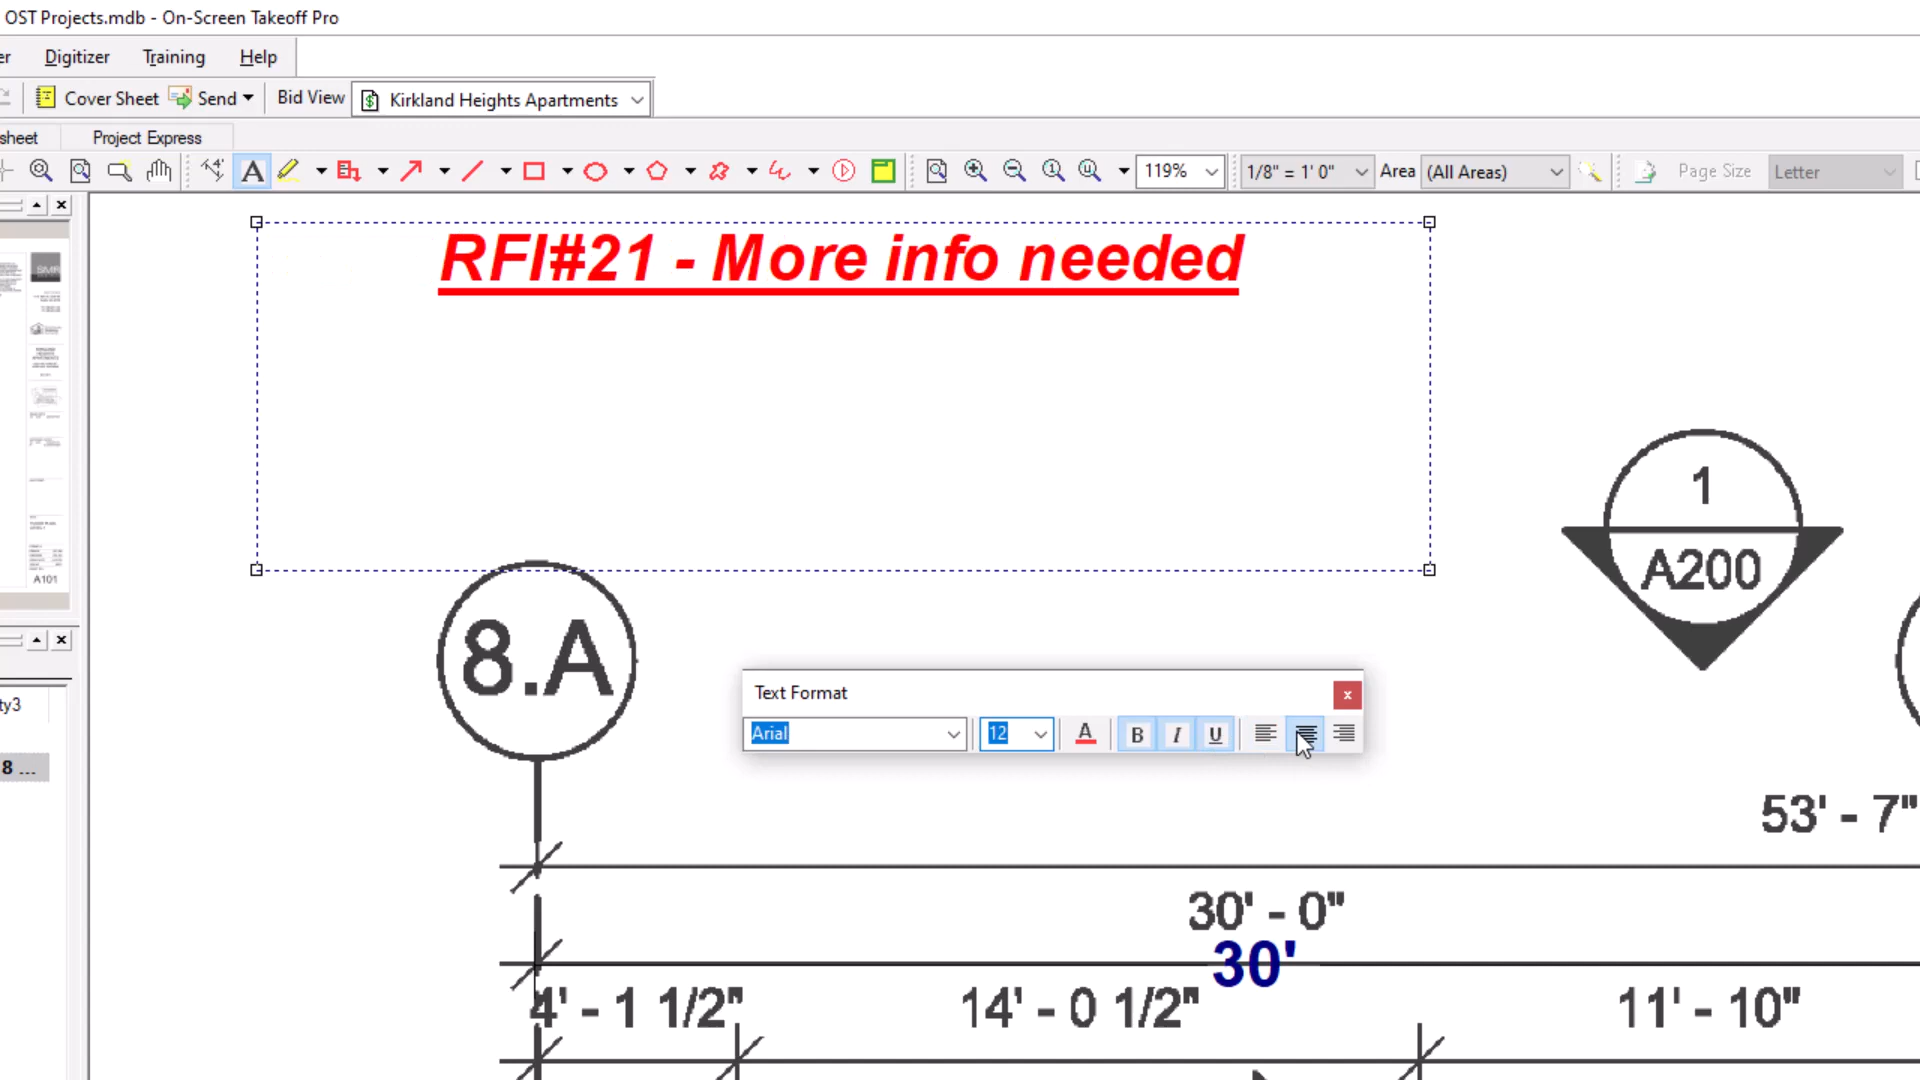 OST Projects.mdb - On-Screen Takeoff Pro
er Digitizer Training Help
Cover Sheet Send Bid View Kirkland Heights Apartments
sheet Project Express
119% 1/8" = 1' 0" Area (All Areas) Page Size Letter
RFI#21 - More info needed
SMR
A101
1
A200
8.A
ty3
8 ...
Text Format
Arial 12 A B I U
53' - 7"
30' - 0"
30'
4' - 1 1/2" 14' - 0 1/2" 11' - 10"